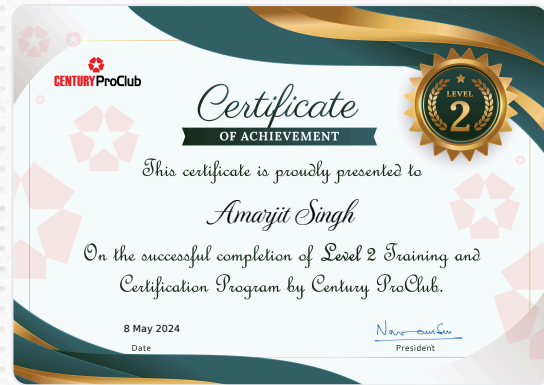 CENTURY ProClub
Certificate
OF ACHIEVEMENT
LEVEL
2
This certificate is proudly presented to
Amarjit Singh
On the successful completion of Level 2 Training and
Certification Program by Century ProClub.
8 May 2024
Date
President